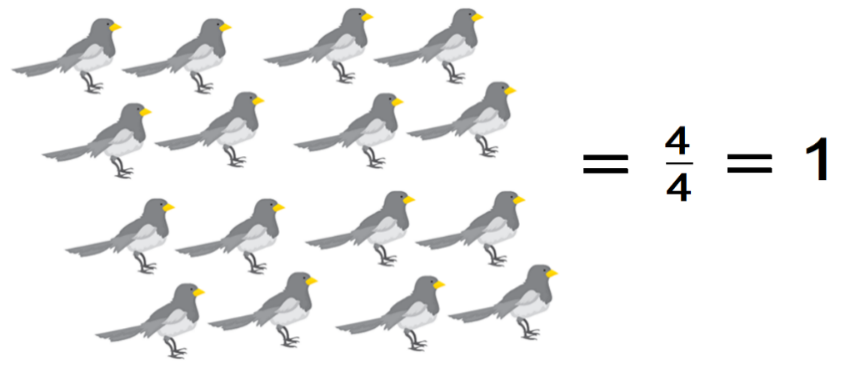 = 4/4 = 1